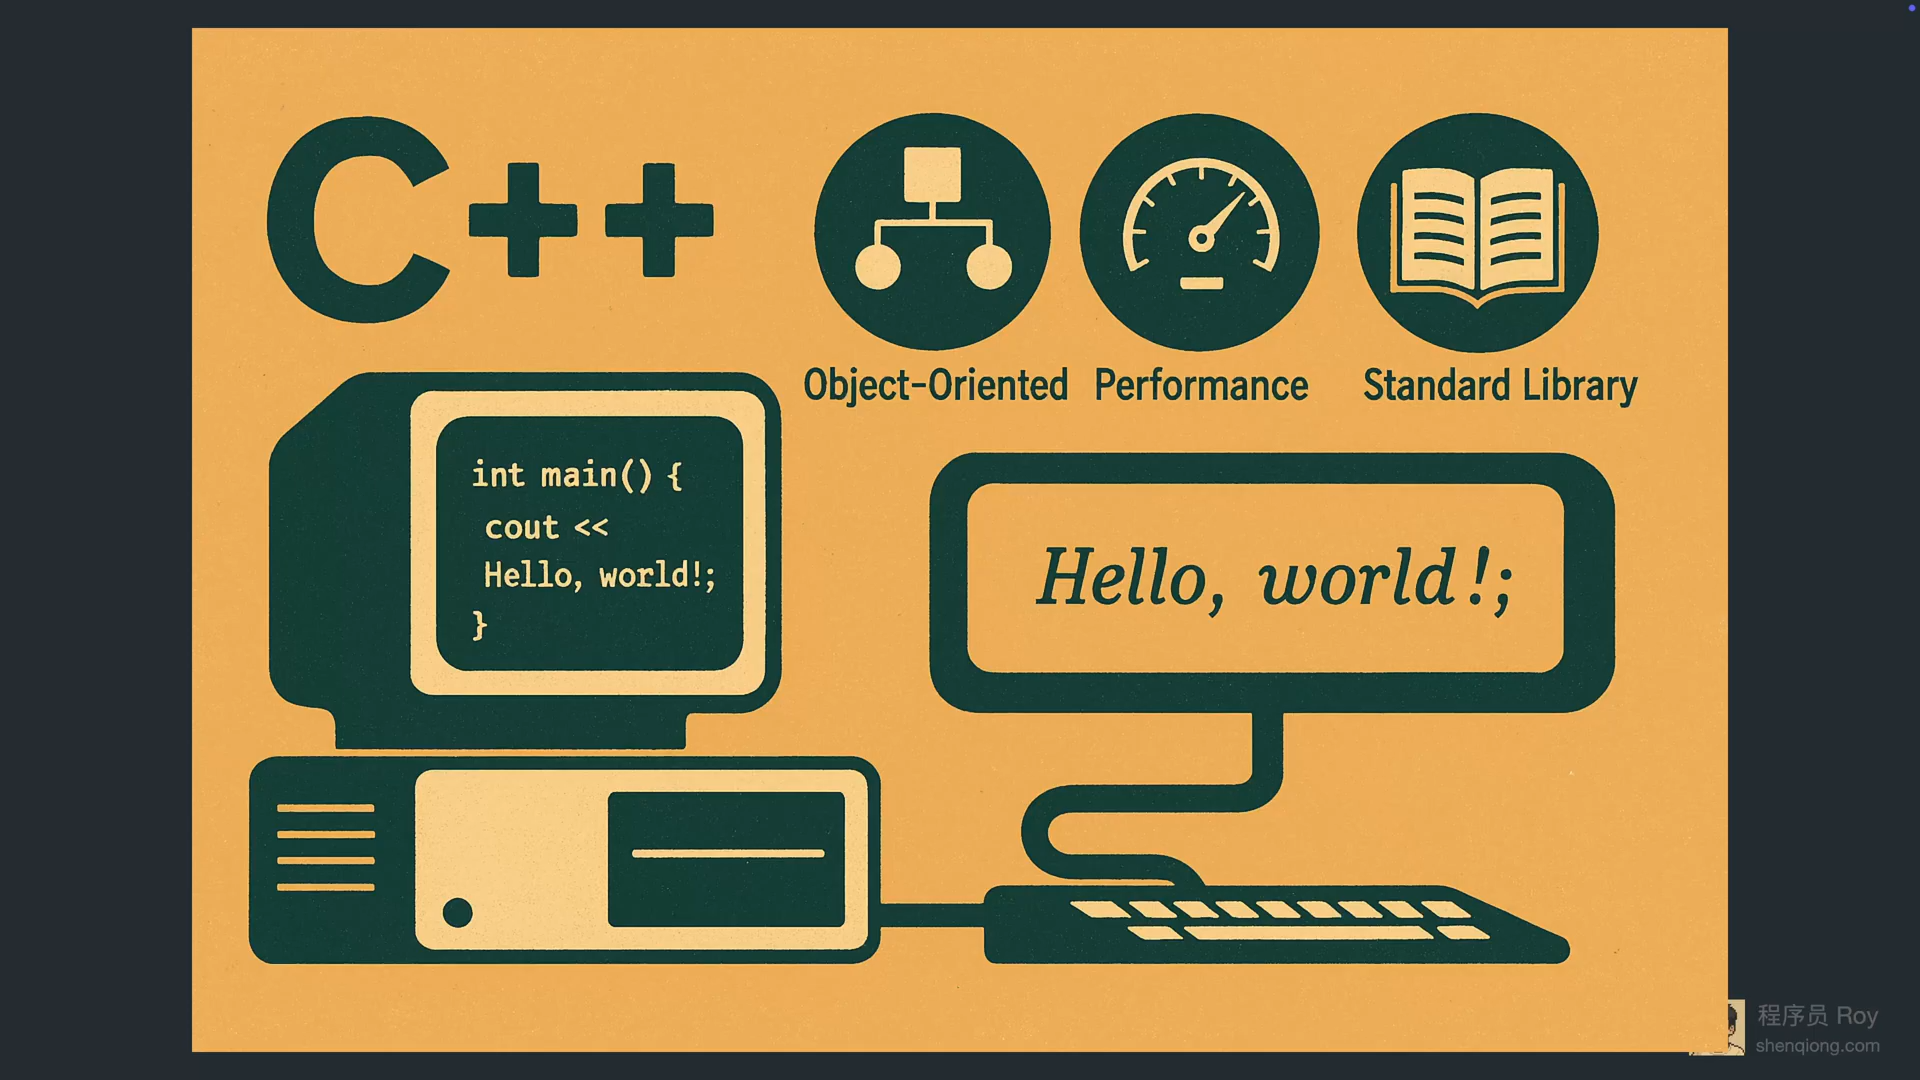 C++
Object-Oriented
Performance
Standard Library
int main() {
cout <<
Hello, world!;
}
Hello, world!;
程序员 Roy
shenqiong.com